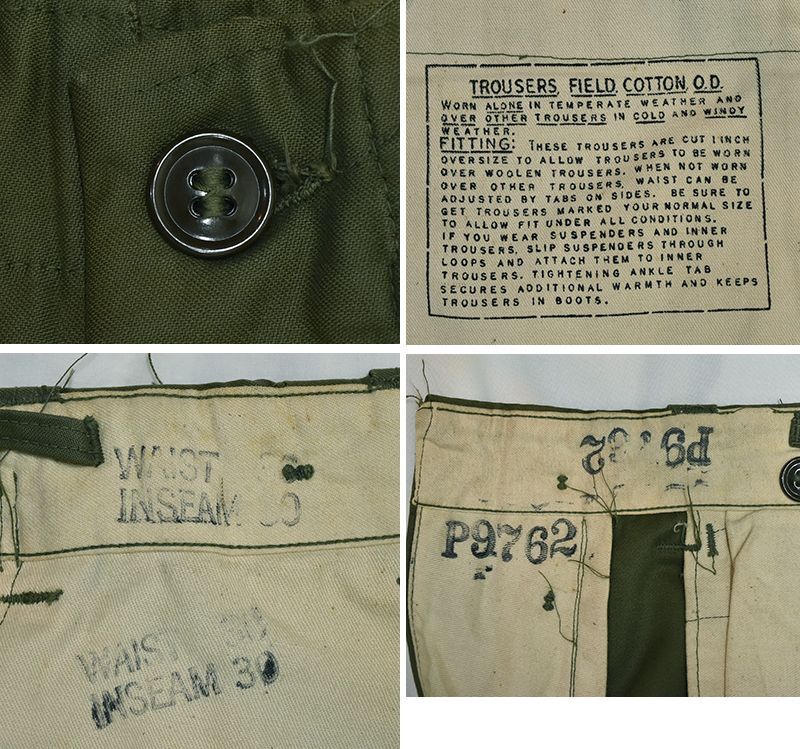 TROUSERS, FIELD, COTTON, O.D.
WORN ALONE IN TEMPERATE WEATHER AND
OVER OTHER TROUSERS IN COLD AND WINDY
WEATHER.
FITTING: THESE TROUSERS ARE CUT 1 INCH
OVERSIZE TO ALLOW TROUSERS TO BE WORN
OVER WOOLEN TROUSERS. WHEN NOT WORN
OVER OTHER TROUSERS, WAIST CAN BE
ADJUSTED BY TABS ON SIDES. BE SURE TO
GET TROUSERS MARKED YOUR NORMAL SIZE
TO ALLOW FIT UNDER ALL CONDITIONS.
IF YOU WEAR SUSPENDERS AND INNER
TROUSERS, SLIP SUSPENDERS THROUGH
LOOPS AND ATTACH THEM TO INNER
TROUSERS. TIGHTENING ANKLE TAB
SECURES ADDITIONAL WARMTH AND KEEPS
TROUSERS IN BOOTS.
WAIST
INSEAM 30
WAIST 30
INSEAM 30
P9762
P9762